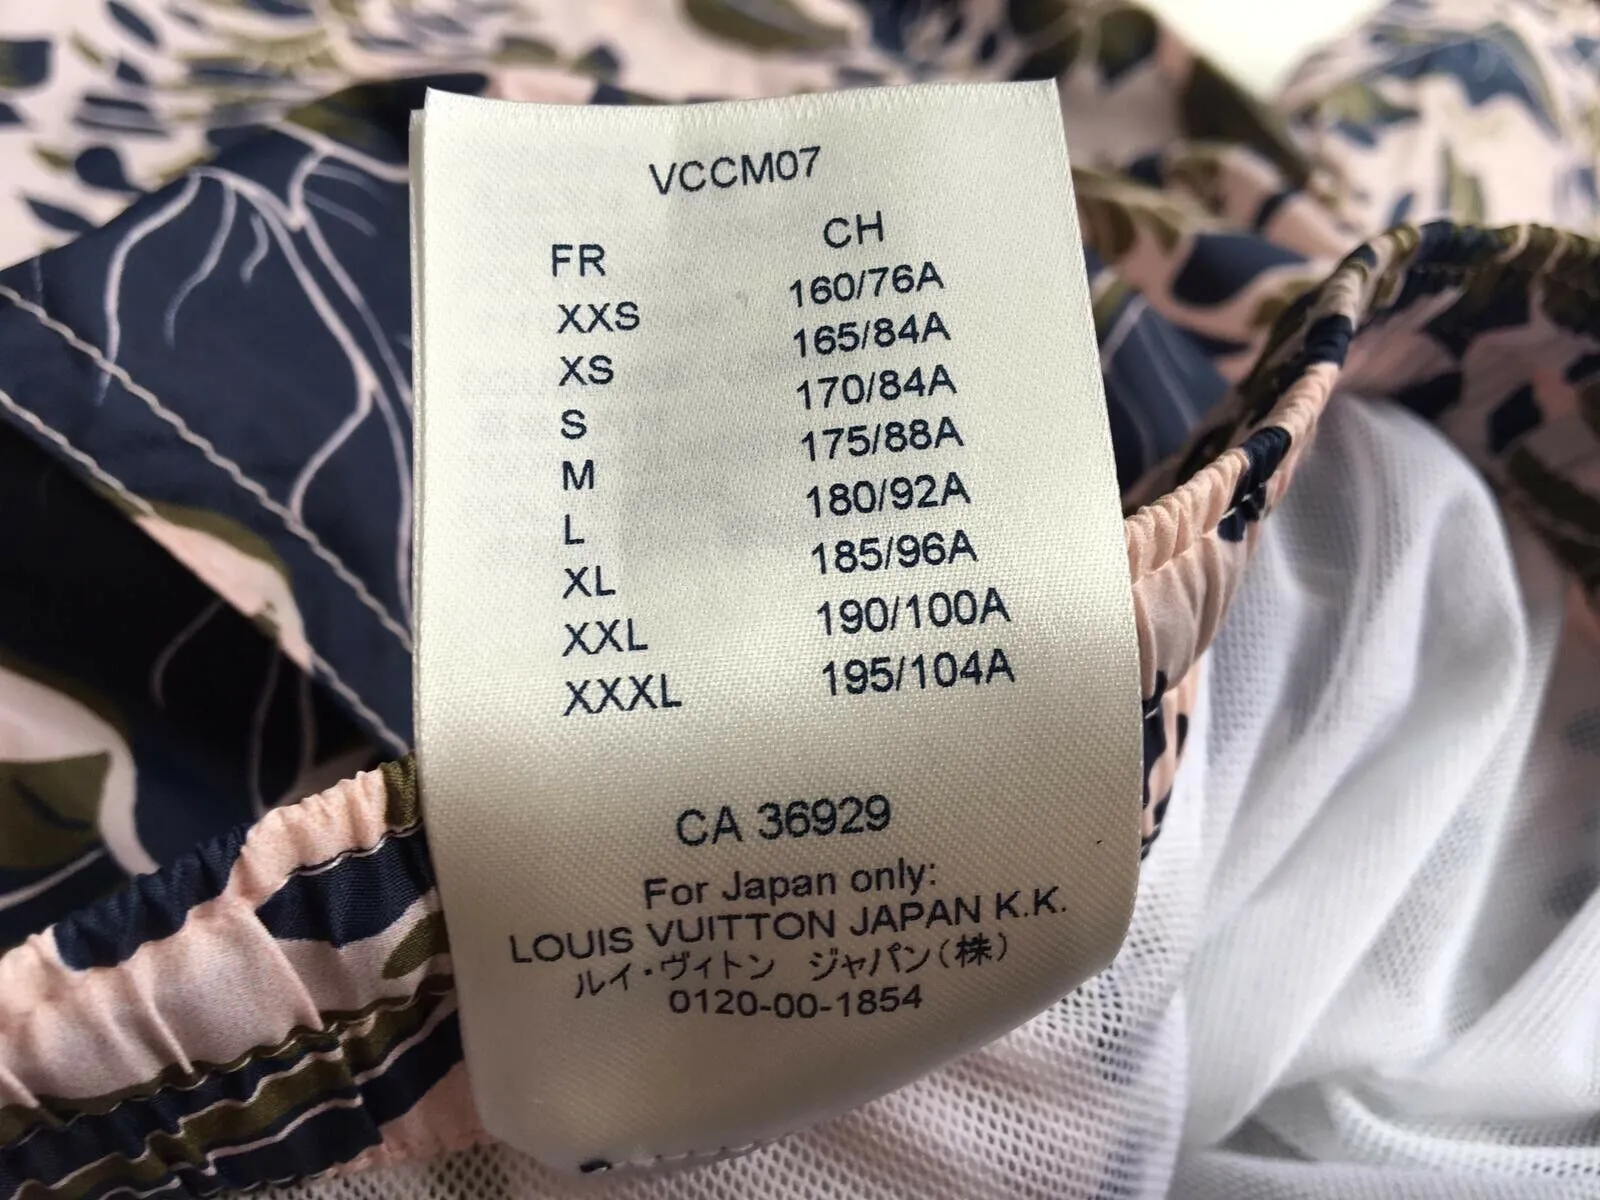 VCCM07
FR CH
XXS 160/76A
XS 165/84A
S 170/84A
M 175/88A
L 180/92A
XL 185/96A
XXL 190/100A
XXXL 195/104A
CA 36929
For Japan only:
LOUIS VUITTON JAPAN K.K.
ルイ・ヴィトン ジャパン(株)
0120-00-1854